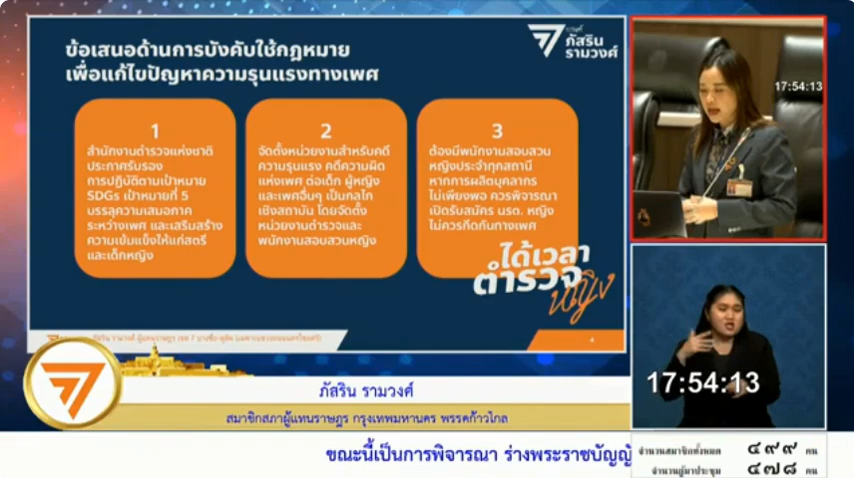 ข้อเสนอด้านการบังคับใช้กฎหมาย
เพื่อแก้ไขปัญหาความรุนแรงทางเพศ
ภัสริน
รามวงศ์
1
สำนักงานตำรวจแห่งชาติ
ประกาศรับรอง
การปฏิบัติตามเป้าหมาย
SDGs เป้าหมายที่ 5
บรรลุความเสมอภาค
ระหว่างเพศ และเสริมสร้าง
ความเข้มแข็งให้แก่สตรี
และเด็กหญิง
2
จัดตั้งหน่วยงานสำหรับคดี
ความรุนแรง คดีความผิด
แห่งเพศ ต่อเด็ก ผู้หญิง
และเพศอื่นๆ เป็นกลไก
เชิงสถาบัน โดยจัดตั้ง
หน่วยงานตำรวจและ
พนักงานสอบสวนหญิง
3
ต้องมีพนักงานสอบสวน
หญิงประจำทุกสถานี
หากการผลิตบุคลากร
ไม่เพียงพอ ควรพิจารณา
เปิดรับสมัคร นรต. หญิง
ไม่ควรกีดกันทางเพศ
ได้เวลา
ตำรวจ
หญิง
4
17:54:13
17:54:13
ภัสริน รามวงศ์
สมาชิกสภาผู้แทนราษฎร กรุงเทพมหานคร พรรคก้าวไกล
ขณะนี้เป็นการพิจารณา ร่างพระราชบัญญั
จำนวนสมาชิกทั้งหมด ๔๙๙ คน
จำนวนผู้มาประชุม ๔๗๘ คน